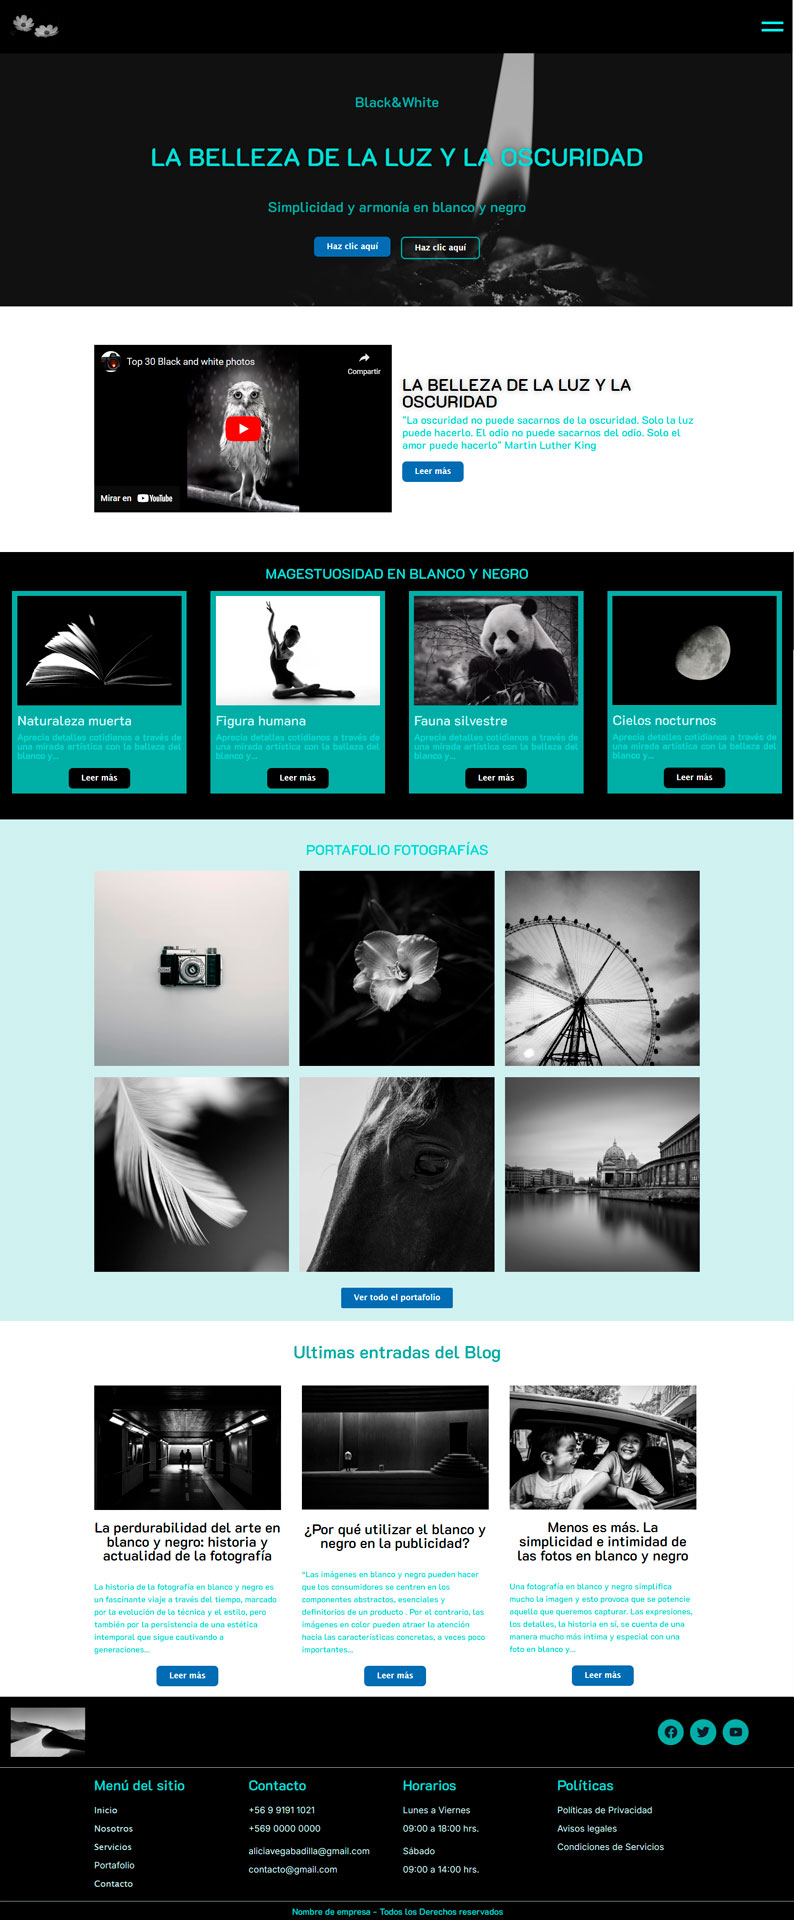 Black&White
LA BELLEZA DE LA LUZ Y LA OSCURIDAD
Simplicidad y armonía en blanco y negro
Haz clic aquí
Haz clic aquí
Top 30 Black and white photos
Compartir
Mirar en YouTube
LA BELLEZA DE LA LUZ Y LA
OSCURIDAD
"La oscuridad no puede sacarnos de la oscuridad. Solo la luz
puede hacerlo. El odio no puede sacarnos del odio. Solo el
amor puede hacerlo" Martin Luther King
Leer más
MAGESTUOSIDAD EN BLANCO Y NEGRO
Naturaleza muerta
Aprecia detalles cotidianos a través de
una mirada artística con la belleza del
blanco y...
Leer más
Figura humana
Aprecia detalles cotidianos a través de
una mirada artística con la belleza del
blanco y...
Leer más
Fauna silvestre
Aprecia detalles cotidianos a través de
una mirada artística con la belleza del
blanco y...
Leer más
Cielos nocturnos
Aprecia detalles cotidianos a través de
una mirada artística con la belleza del
blanco y...
Leer más
PORTAFOLIO FOTOGRAFÍAS
Ver todo el portafolio
Ultimas entradas del Blog
La perdurabilidad del arte en
blanco y negro: historia y
actualidad de la fotografía
La historia de la fotografía en blanco y negro es
un fascinante viaje a través del tiempo, marcado
por la evolución de la técnica y el estilo, pero
también por la persistencia de una estética
intemporal que sigue cautivando a
generaciones...
Leer más
¿Por qué utilizar el blanco y
negro en la publicidad?
"Las imágenes en blanco y negro pueden hacer
que los consumidores se centren en los
componentes abstractos, esenciales y
definitorios de un producto . Por el contrario, las
imágenes en color pueden atraer la atención
hacia las características concretas, a veces poco
importantes...
Leer más
Menos es más. La
simplicidad e intimidad de
las fotos en blanco y negro
Una fotografía en blanco y negro simplifica
mucho la imagen y esto provoca que se potencie
aquello que queremos capturar. Las expresiones,
los detalles, la historia en sí, se cuenta de una
manera mucho más íntima y especial con una
foto en blanco y...
Leer más
Menú del sitio
Inicio
Nosotros
Servicios
Portafolio
Contacto
Contacto
+56 9 9191 1021
+569 0000 0000
aliciavegabadilla@gmail.com
contacto@gmail.com
Horarios
Lunes a Viernes
09:00 a 18:00 hrs.
Sábado
09:00 a 14:00 hrs.
Políticas
Políticas de Privacidad
Avisos legales
Condiciones de Servicios
Nombre de empresa - Todos los Derechos reservados